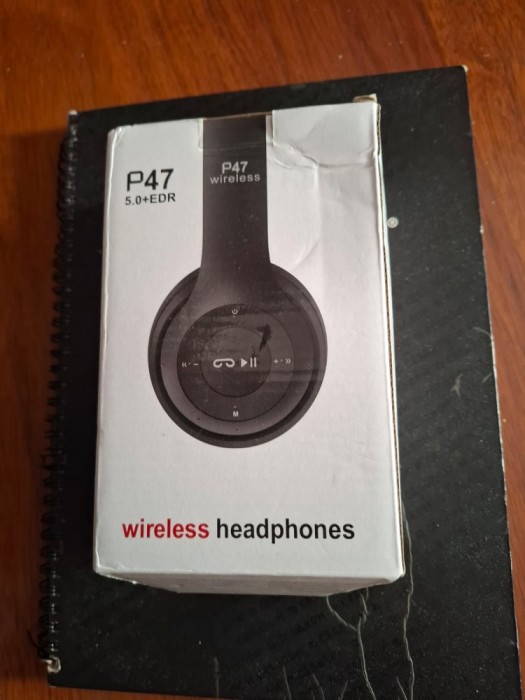 P47
5.0+EDR
P47
wireless
M
wireless headphones